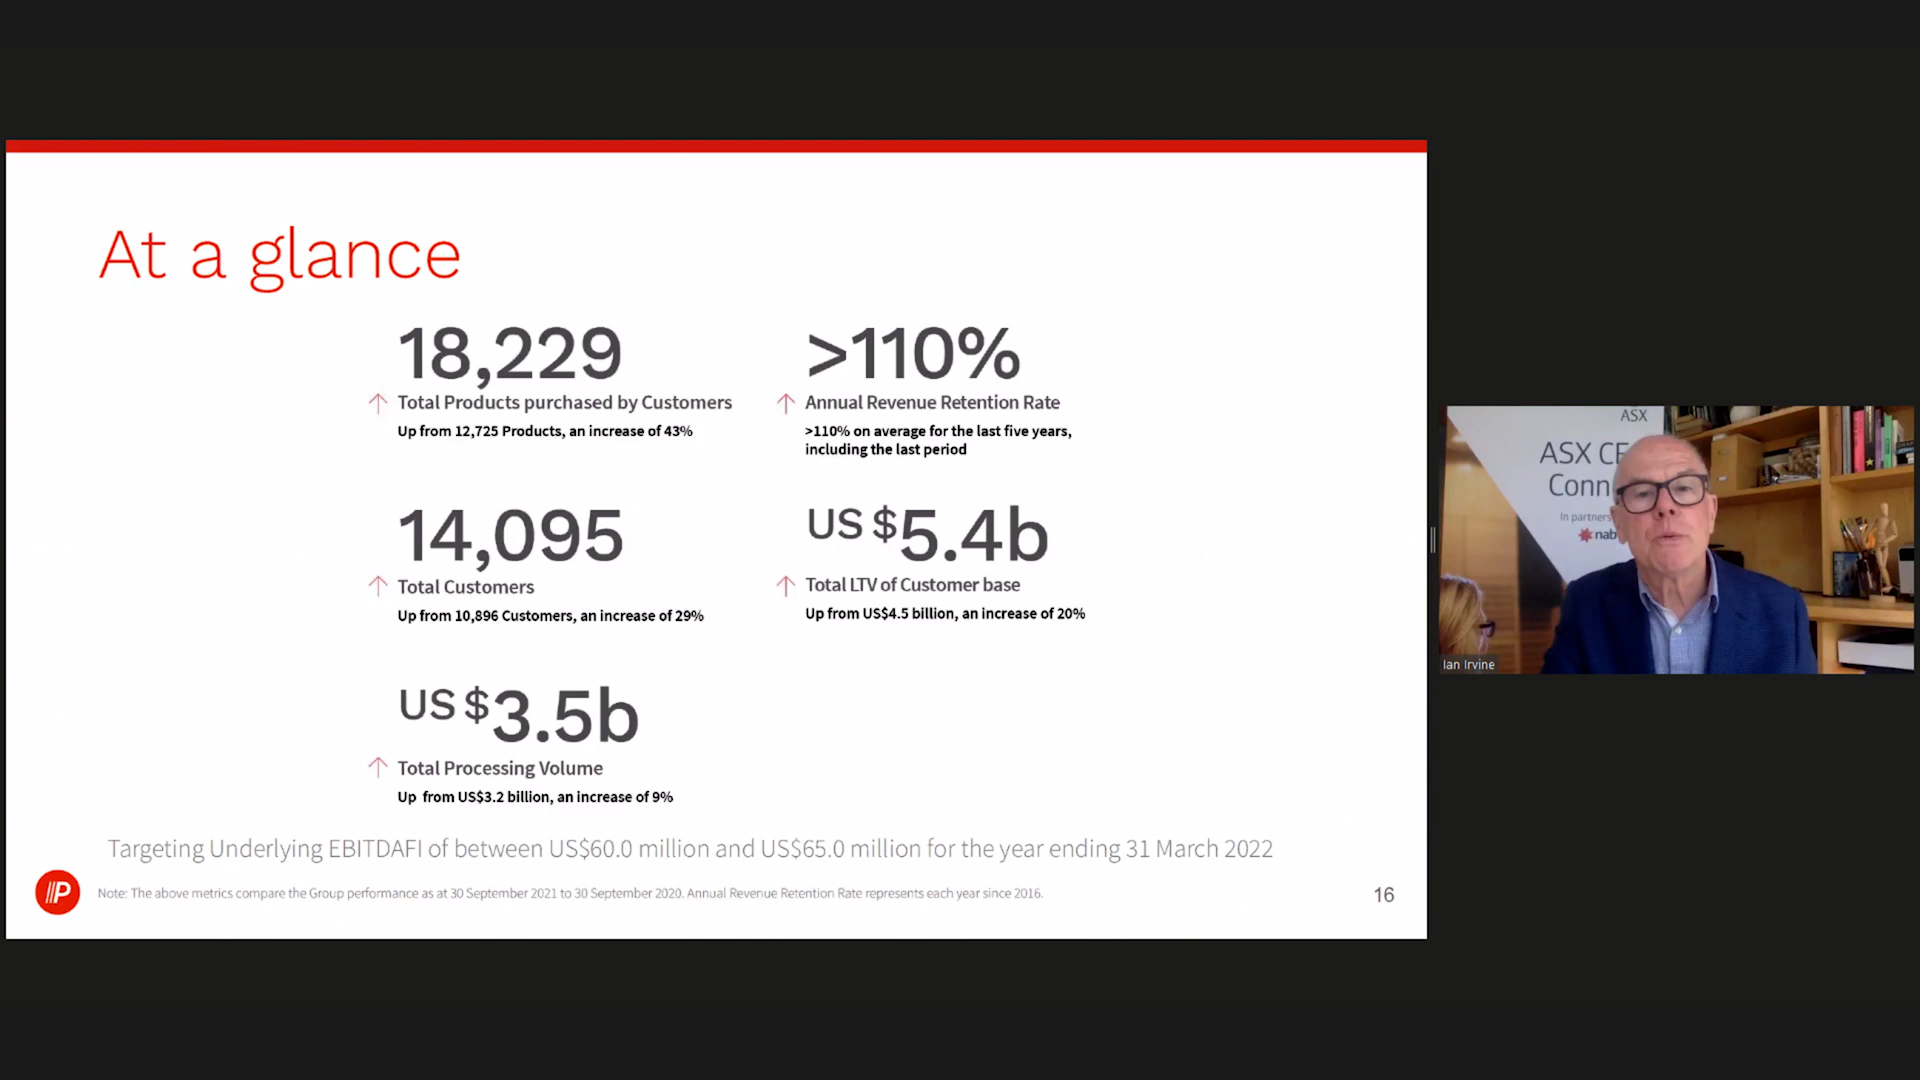 At a glance
18,229
Total Products purchased by Customers
Up from 12,725 Products, an increase of 43%
>110%
Annual Revenue Retention Rate
>110% on average for the last five years,
including the last period
14,095
Total Customers
Up from 10,896 Customers, an increase of 29%
US $5.4b
Total LTV of Customer base
Up from US$4.5 billion, an increase of 20%
US $3.5b
Total Processing Volume
Up from US$3.2 billion, an increase of 9%
Targeting Underlying EBITDAFI of between US$60.0 million and US$65.0 million for the year ending 31 March 2022
Note: The above metrics compare the Group performance as at 30 September 2021 to 30 September 2020. Annual Revenue Retention Rate represents each year since 2016.
16
P
ASX
ASX CE
Conn
In partners
nab
Ian Irvine